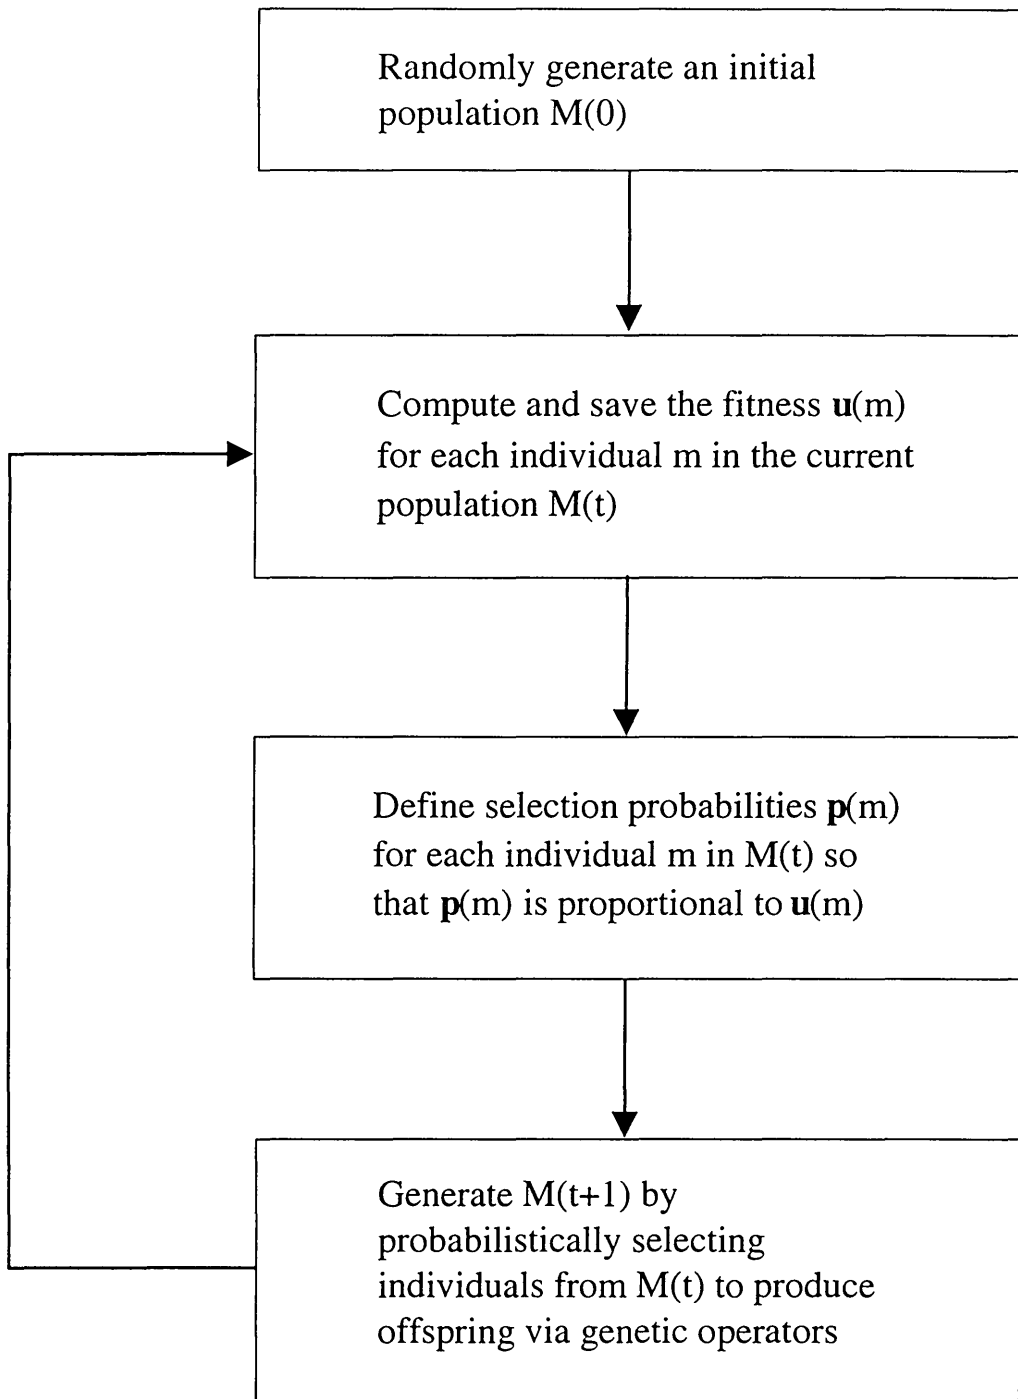 Randomly generate an initial
population M(0)
Compute and save the fitness u(m)
for each individual m in the current
population M(t)
Define selection probabilities p(m)
for each individual m in M(t) so
that p(m) is proportional to u(m)
Generate M(t+1) by
probabilistically selecting
individuals from M(t) to produce
offspring via genetic operators